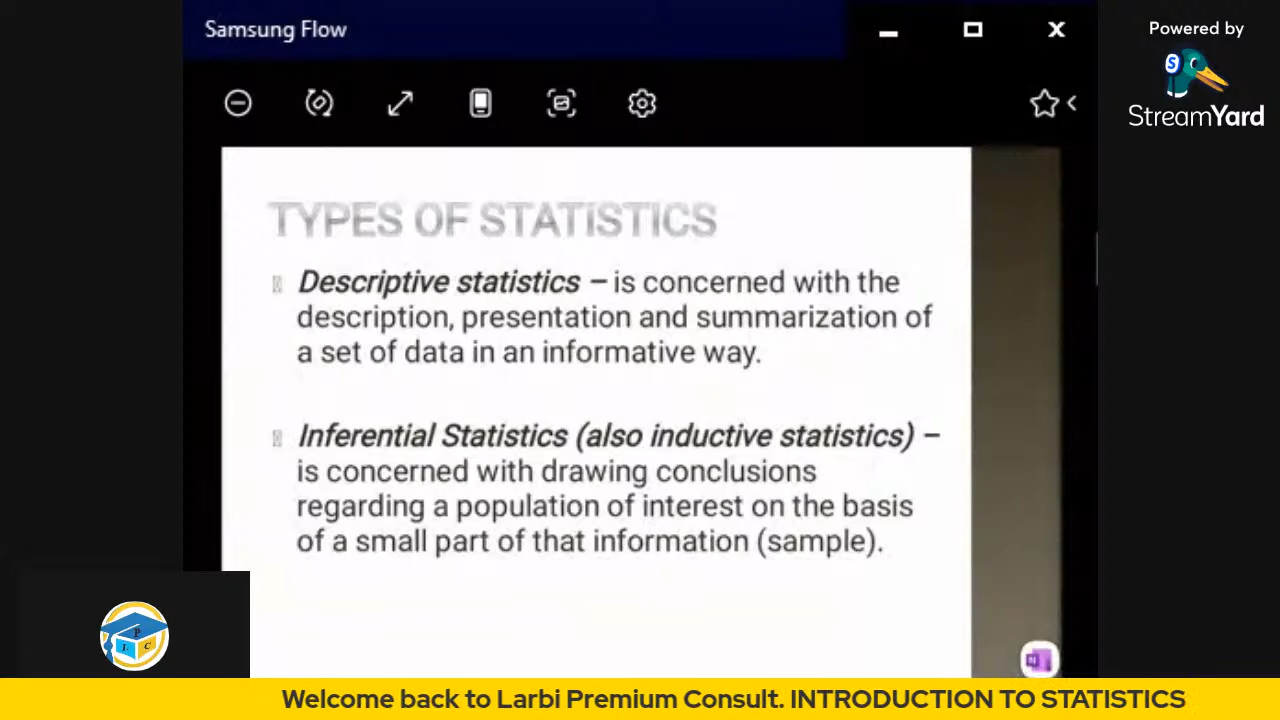 Samsung Flow
Powered by
S
StreamYard
TYPES OF STATISTICS
Descriptive statistics – is concerned with the
description, presentation and summarization of
a set of data in an informative way.
Inferential Statistics (also inductive statistics) –
is concerned with drawing conclusions
regarding a population of interest on the basis
of a small part of that information (sample).
P
L C
N
Welcome back to Larbi Premium Consult. INTRODUCTION TO STATISTICS